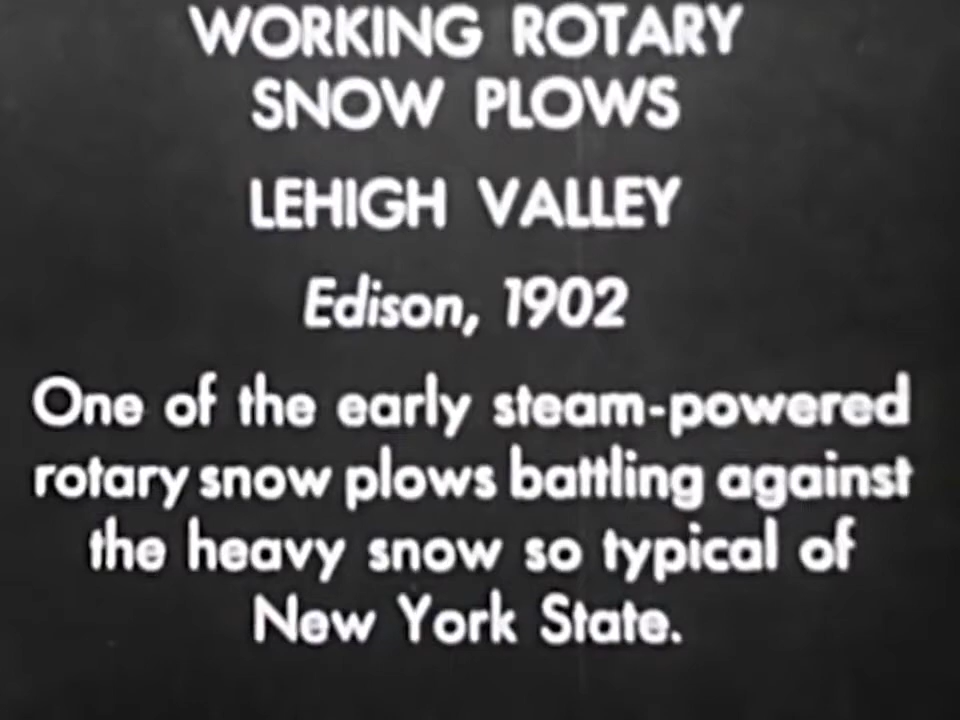 WORKING ROTARY
SNOW PLOWS
LEHIGH VALLEY
Edison, 1902
One of the early steam-powered
rotary snow plows battling against
the heavy snow so typical of
New York State.